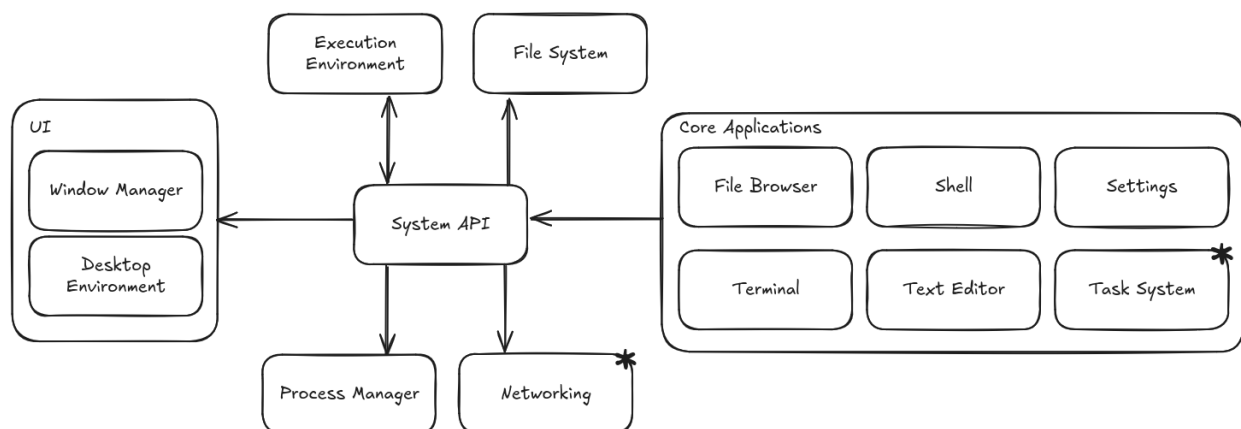 Execution
Environment
File System
UI
Window Manager
Desktop
Environment
System API
Core Applications
File Browser
Shell
Settings
Terminal
Text Editor
Task System
Process Manager
Networking